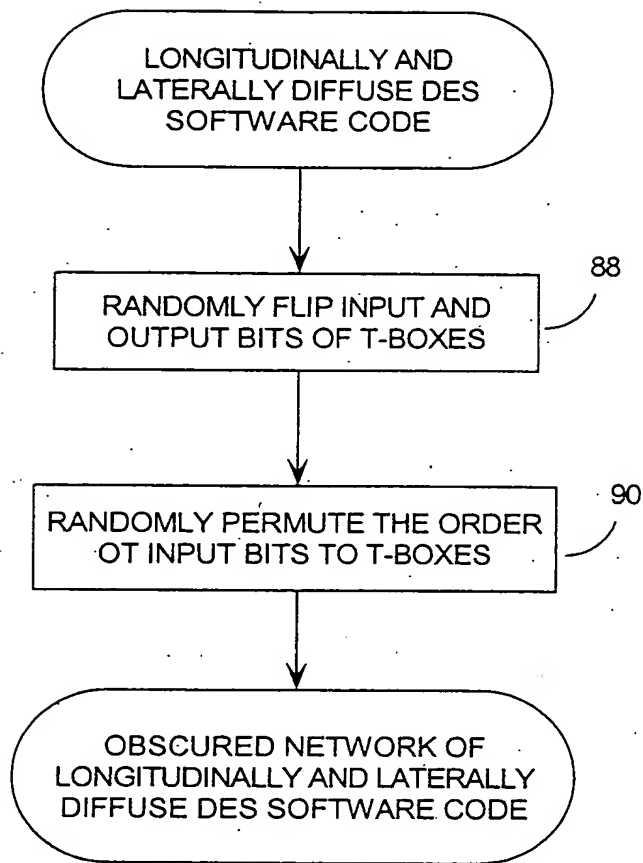 LONGITUDINALLY AND
LATERALLY DIFFUSE DES
SOFTWARE CODE
88
RANDOMLY FLIP INPUT AND
OUTPUT BITS OF T-BOXES
90
RANDOMLY PERMUTE THE ORDER
OT INPUT BITS TO T-BOXES
OBSCURED NETWORK OF
LONGITUDINALLY AND LATERALLY
DIFFUSE DES SOFTWARE CODE